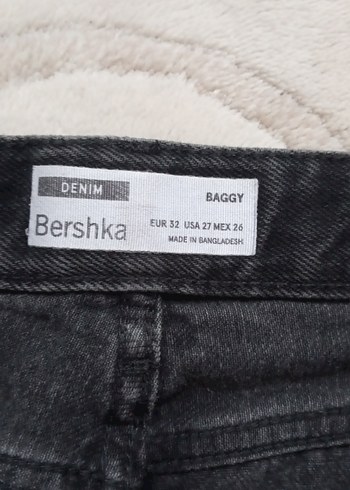 DENIM
BAGGY
Bershka
EUR 32 USA 27 MEX 26
MADE IN BANGLADESH